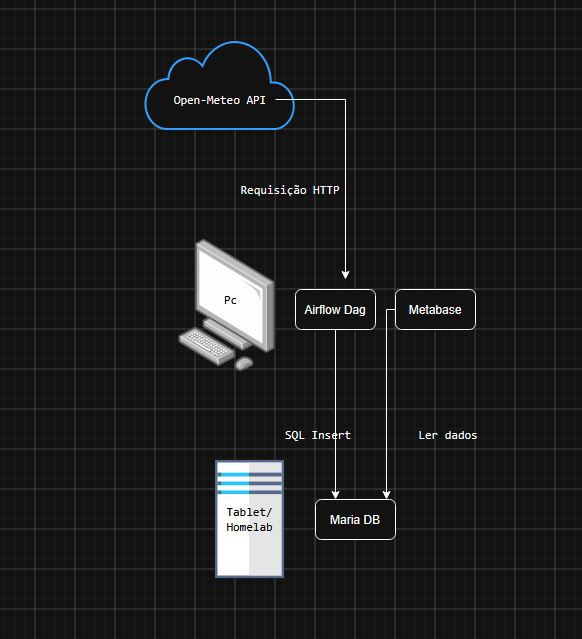 Open-Meteo API
Requisição HTTP
Pc
Airflow Dag
Metabase
SQL Insert
Ler dados
Tablet/
Homelab
Maria DB